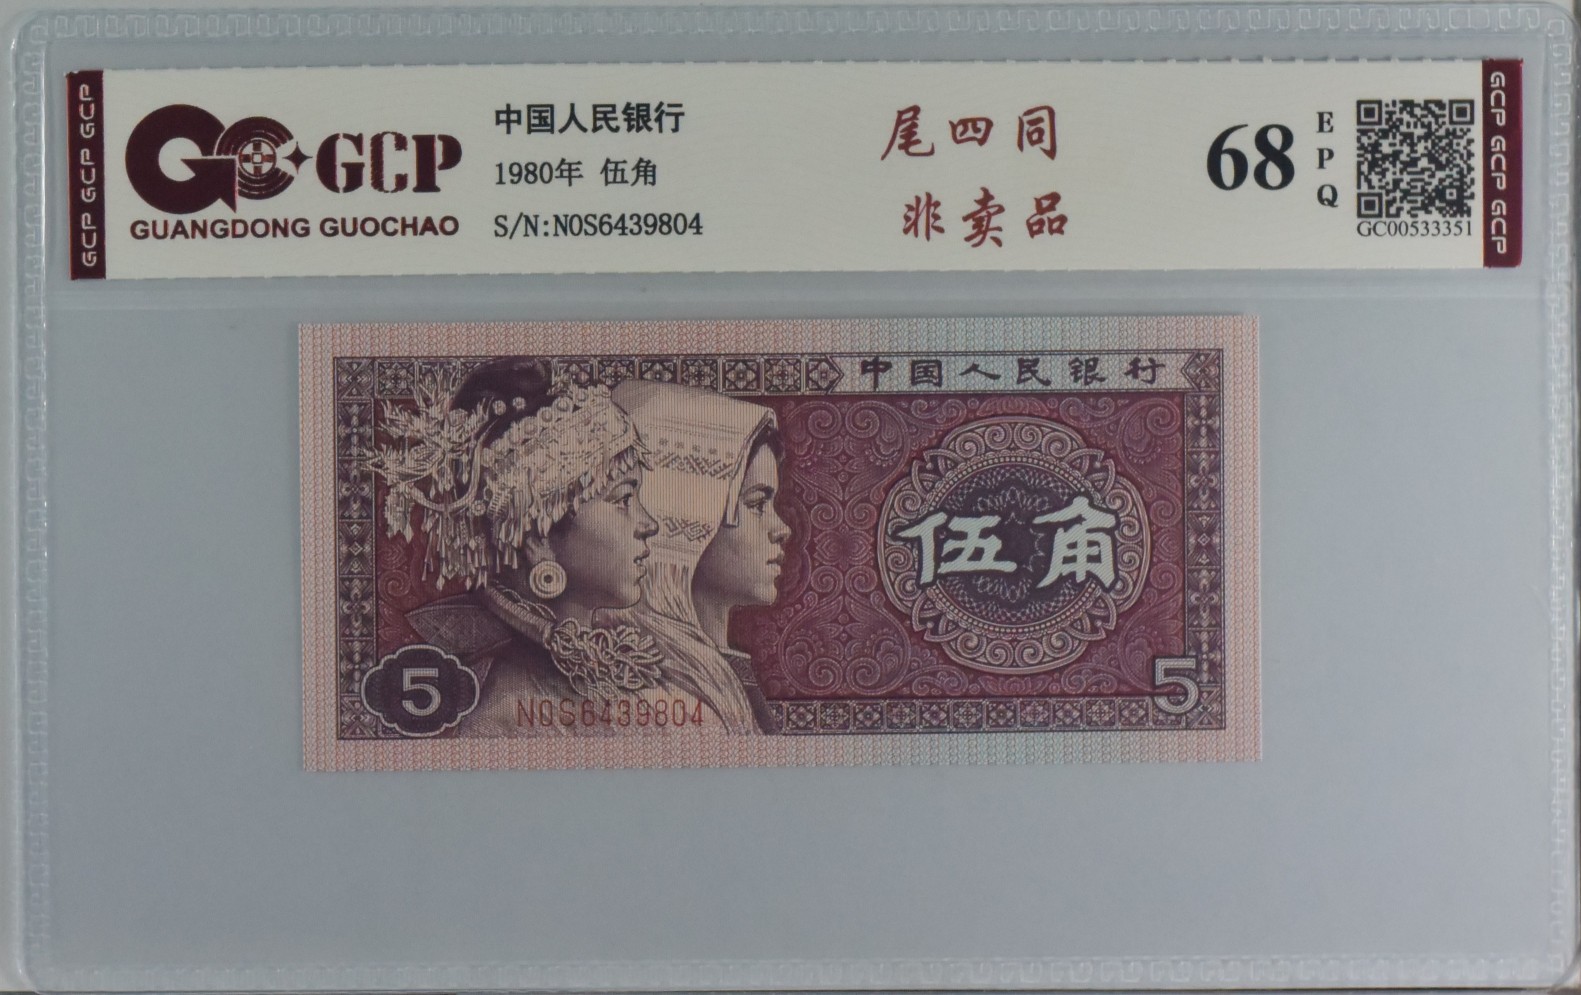 GCP GCP GCP
GCP
GUANGDONG GUOCHAO
中国人民银行
1980年 伍角
S/N:N0S6439804
尾四同
非卖品
68
E
P
Q
GC00533351
GCP GCP GCP
中国人民银行
伍角
5
N0S6439804
5